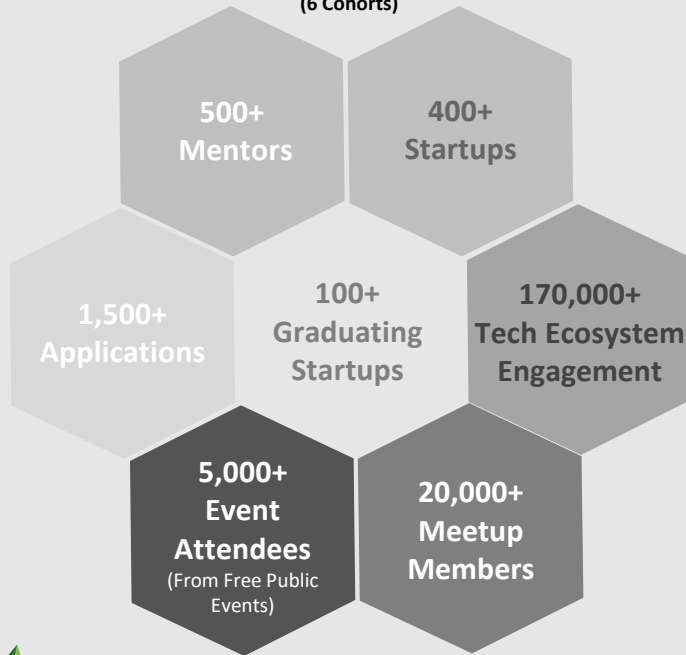 (6 Cohorts)
500+
Mentors
400+
Startups
1,500+
Applications
100+
Graduating
Startups
170,000+
Tech Ecosystem
Engagement
5,000+
Event
Attendees
(From Free Public
Events)
20,000+
Meetup
Members